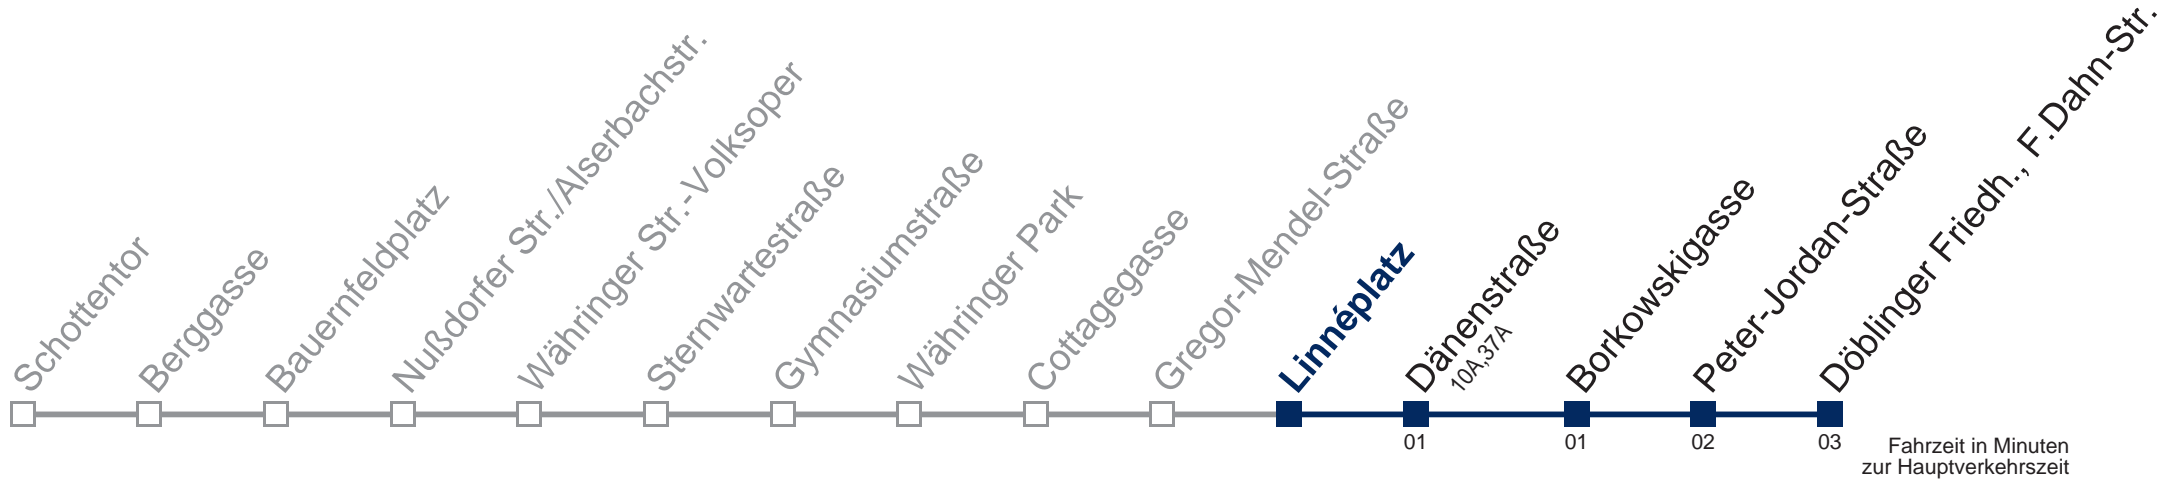 Schottentor
Berggasse
Bauernfeldplatz
Nußdorfer Str./Alserbachstr.
Währinger Str.-Volksoper
Sternwartestraße
Gymnasiumstraße
Währinger Park
Cottagegasse
Gregor-Mendel-Straße
Linnéplatz
Dänenstraße
10A,37A
Borkowskigasse
Peter-Jordan-Straße
Döblinger Friedh., F.Dahn-Str.
01
01
02
03
Fahrzeit in Minuten
zur Hauptverkehrszeit